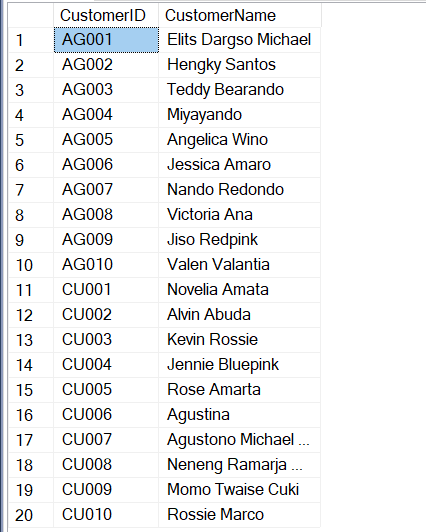 CustomerID CustomerName
1 AG001 Elits Dargso Michael
2 AG002 Hengky Santos
3 AG003 Teddy Bearando
4 AG004 Miyayando
5 AG005 Angelica Wino
6 AG006 Jessica Amaro
7 AG007 Nando Redondo
8 AG008 Victoria Ana
9 AG009 Jiso Redpink
10 AG010 Valen Valantia
11 CU001 Novelia Amata
12 CU002 Alvin Abuda
13 CU003 Kevin Rossie
14 CU004 Jennie Bluepink
15 CU005 Rose Amarta
16 CU006 Agustina
17 CU007 Agustono Michael ...
18 CU008 Neneng Ramarja ...
19 CU009 Momo Twaise Cuki
20 CU010 Rossie Marco